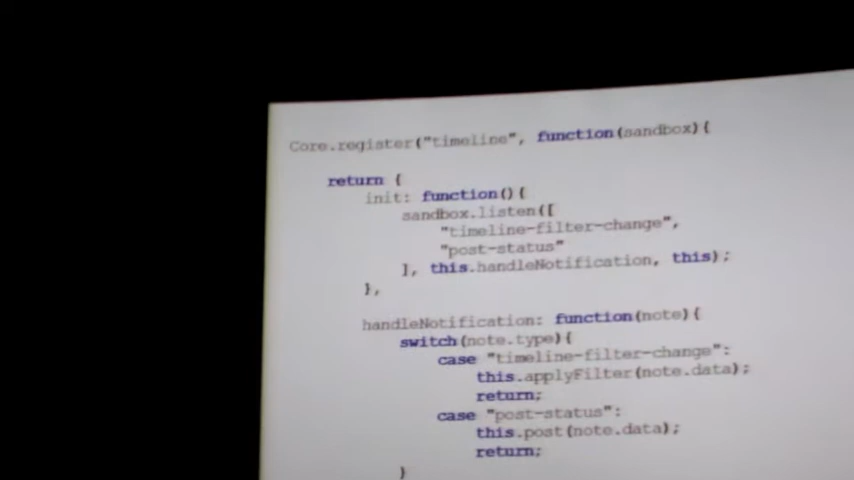 Core.register("timeline", function(sandbox){
return {
init: function(){
sandbox.listen([
"timeline-filter-change",
"post-status"
], this.handleNotification, this);
},
handleNotification: function(note){
switch(note.type){
case "timeline-filter-change":
this.applyFilter(note.data);
return;
case "post-status":
this.post(note.data);
return;
}